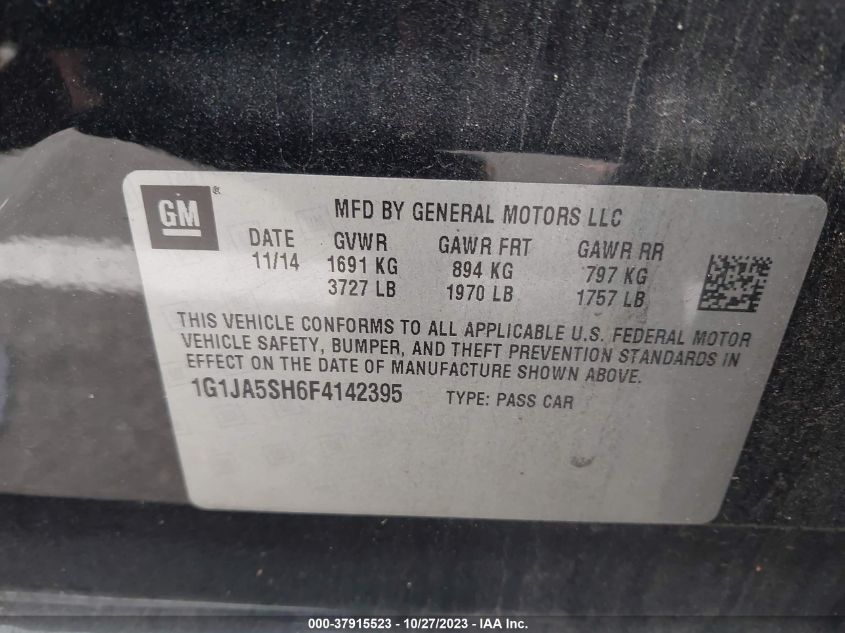 GM®
MFD BY GENERAL MOTORS LLC
DATE GVWR GAWR FRT GAWR RR
11/14 1691 KG 894 KG 797 KG
3727 LB 1970 LB 1757 LB
THIS VEHICLE CONFORMS TO ALL APPLICABLE U.S. FEDERAL MOTOR
VEHICLE SAFETY, BUMPER, AND THEFT PREVENTION STANDARDS IN
EFFECT ON THE DATE OF MANUFACTURE SHOWN ABOVE.
1G1JA5SH6F4142395 TYPE: PASS CAR
000-37915523 - 10/27/2023 - IAA Inc.